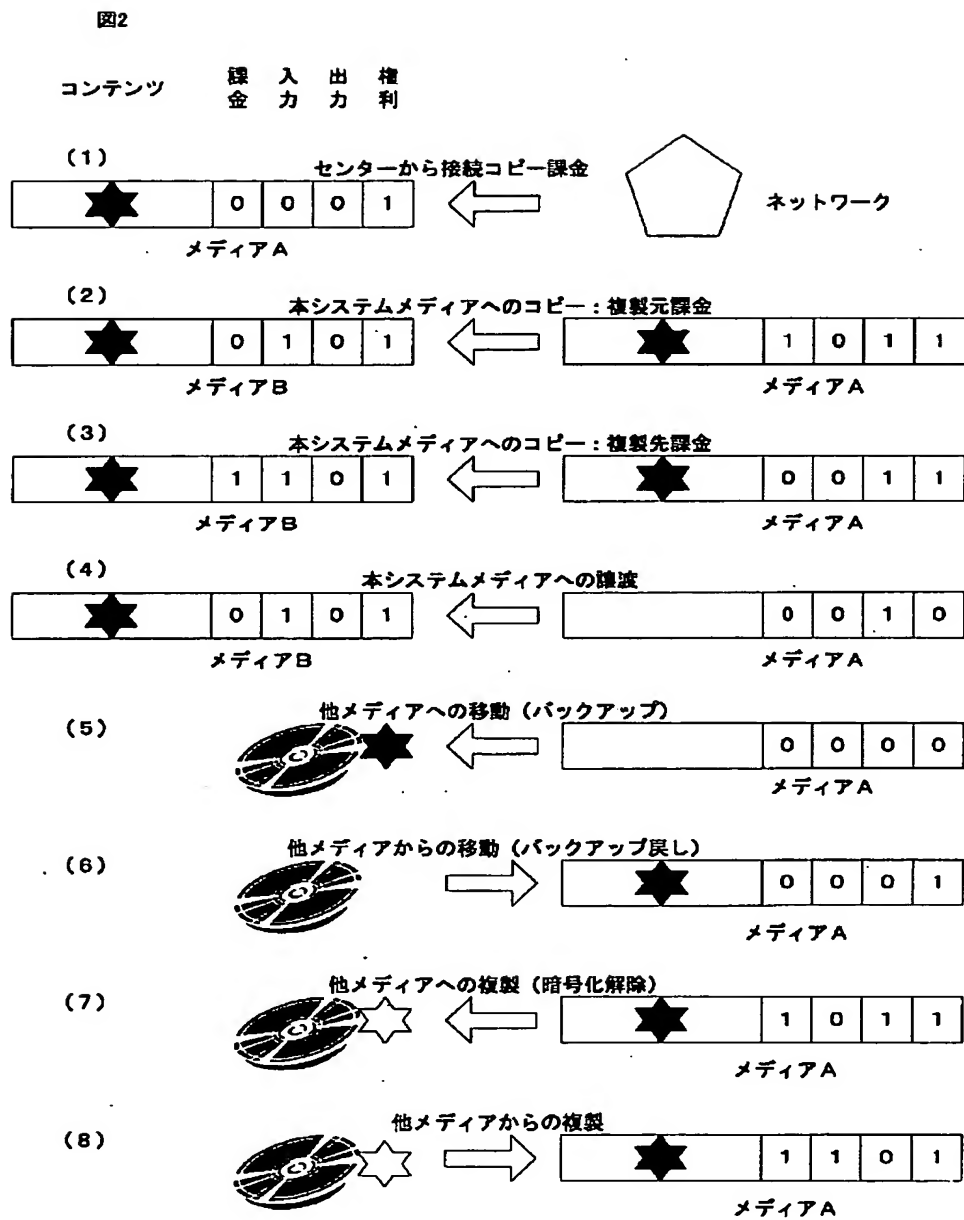 図2
コンテンツ 課金 入力 出力 権利
(1)
センターから接続コピー課金
0 0 0 1
ネットワーク
メディアA
(2)
本システムメディアへのコピー：複製元課金
0 1 0 1
1 0 1 1
メディアB
メディアA
(3)
本システムメディアへのコピー：複製先課金
1 1 0 1
0 0 1 1
メディアB
メディアA
(4)
本システムメディアへの譲渡
0 1 0 1
0 0 1 0
メディアB
メディアA
他メディアへの移動（バックアップ）
(5)
0 0 0 0
メディアA
他メディアからの移動（バックアップ戻し）
(6)
0 0 0 1
メディアA
他メディアへの複製（暗号化解除）
(7)
1 0 1 1
メディアA
他メディアからの複製
(8)
1 1 0 1
メディアA